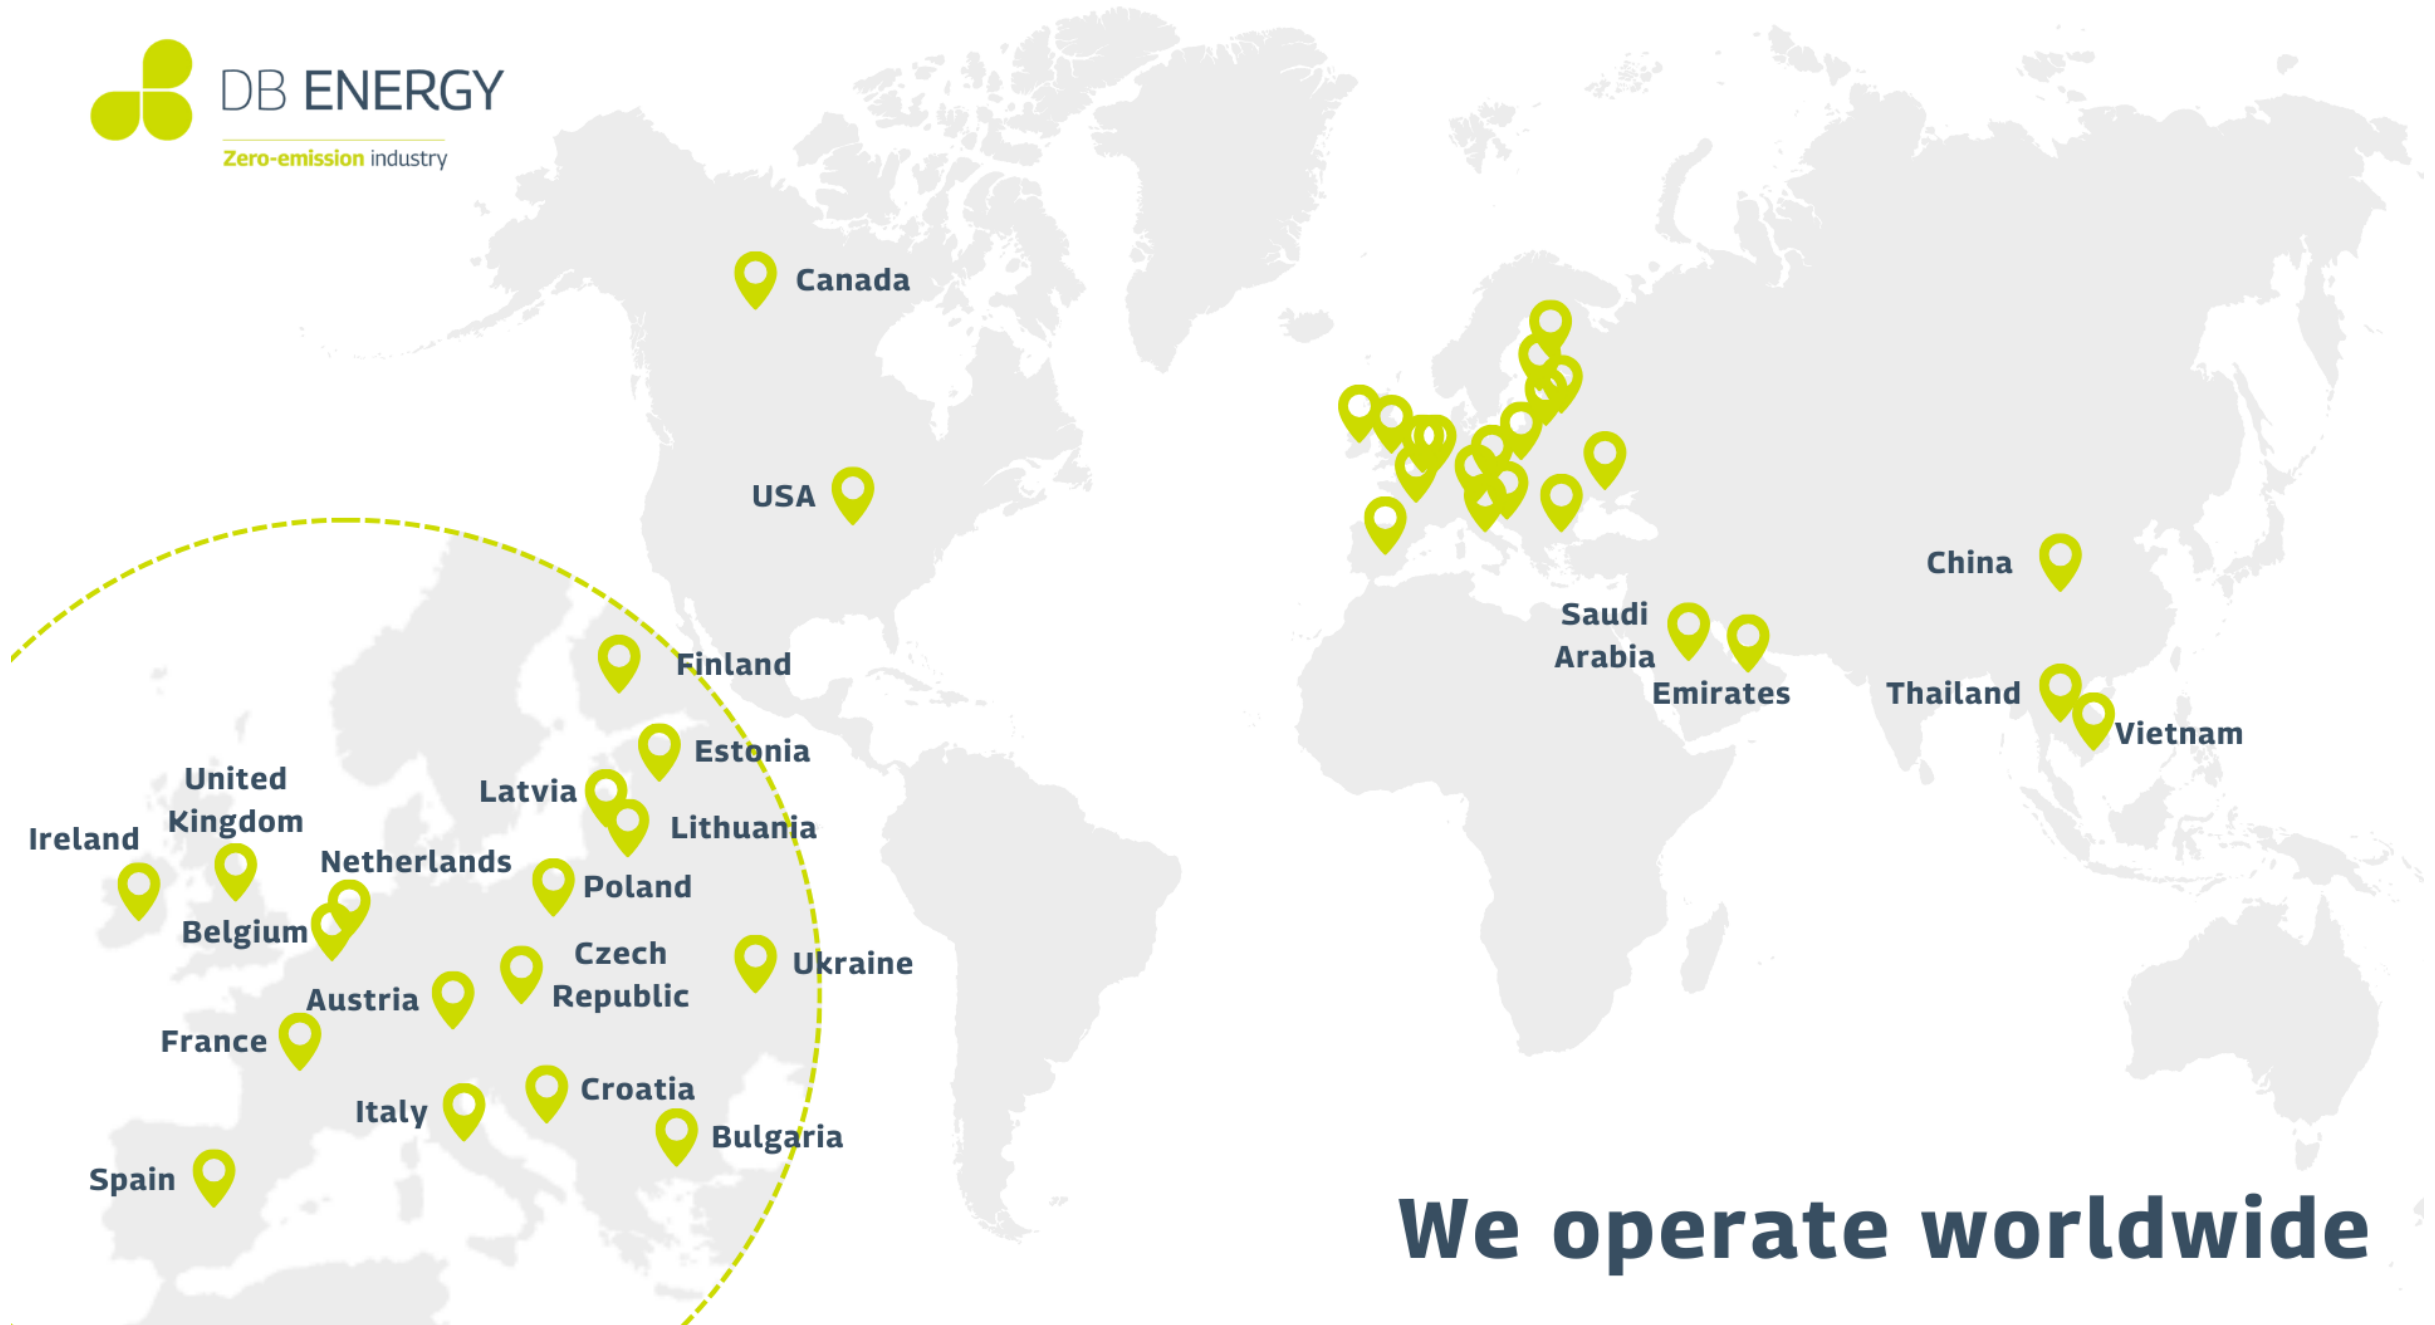 DB ENERGY
Zero-emission industry
Canada
USA
China
Saudi
Arabia
Emirates
Thailand
Vietnam
Finland
Estonia
Latvia
Lithuania
United
Kingdom
Ireland
Netherlands
Poland
Belgium
Czech
Republic
Ukraine
Austria
France
Croatia
Italy
Bulgaria
Spain
We operate worldwide